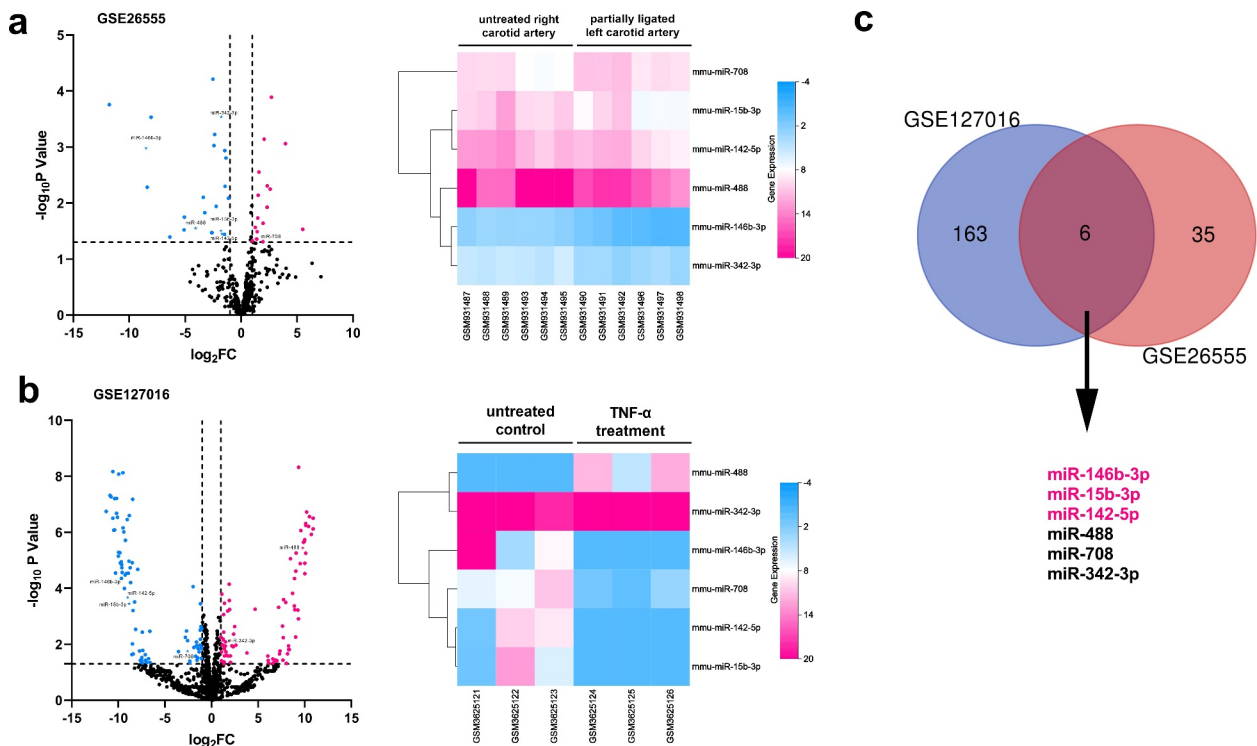 a
GSE26555
-log10P Value
5
4
3
2
1
0
-15
-10
-5
0
5
10
log2FC
miR-342-3p
miR-146b-3p
miR-488
miR-15b-3p
miR-142-5p
miR-708
untreated right
carotid artery
partially ligated
left carotid artery
mmu-miR-708
mmu-miR-15b-3p
mmu-miR-142-5p
mmu-miR-488
mmu-miR-146b-3p
mmu-miR-342-3p
GSM931487
GSM931488
GSM931489
GSM931493
GSM931494
GSM931495
GSM931490
GSM931491
GSM931492
GSM931496
GSM931497
GSM931498
Gene Expression
-4
2
8
14
20
b
GSE127016
-log10 P Value
10
8
6
4
2
0
-15
-10
-5
0
5
10
15
log2FC
miR-488
miR-146b-3p
miR-142-5p
miR-15b-3p
miR-342-3p
miR-708
untreated
control
TNF-α
treatment
mmu-miR-488
mmu-miR-342-3p
mmu-miR-146b-3p
mmu-miR-708
mmu-miR-142-5p
mmu-miR-15b-3p
GSM3625121
GSM3625122
GSM3625123
GSM3625124
GSM3625125
GSM3625126
Gene Expression
-4
2
8
14
20
c
GSE127016
163
6
35
GSE26555
miR-146b-3p
miR-15b-3p
miR-142-5p
miR-488
miR-708
miR-342-3p